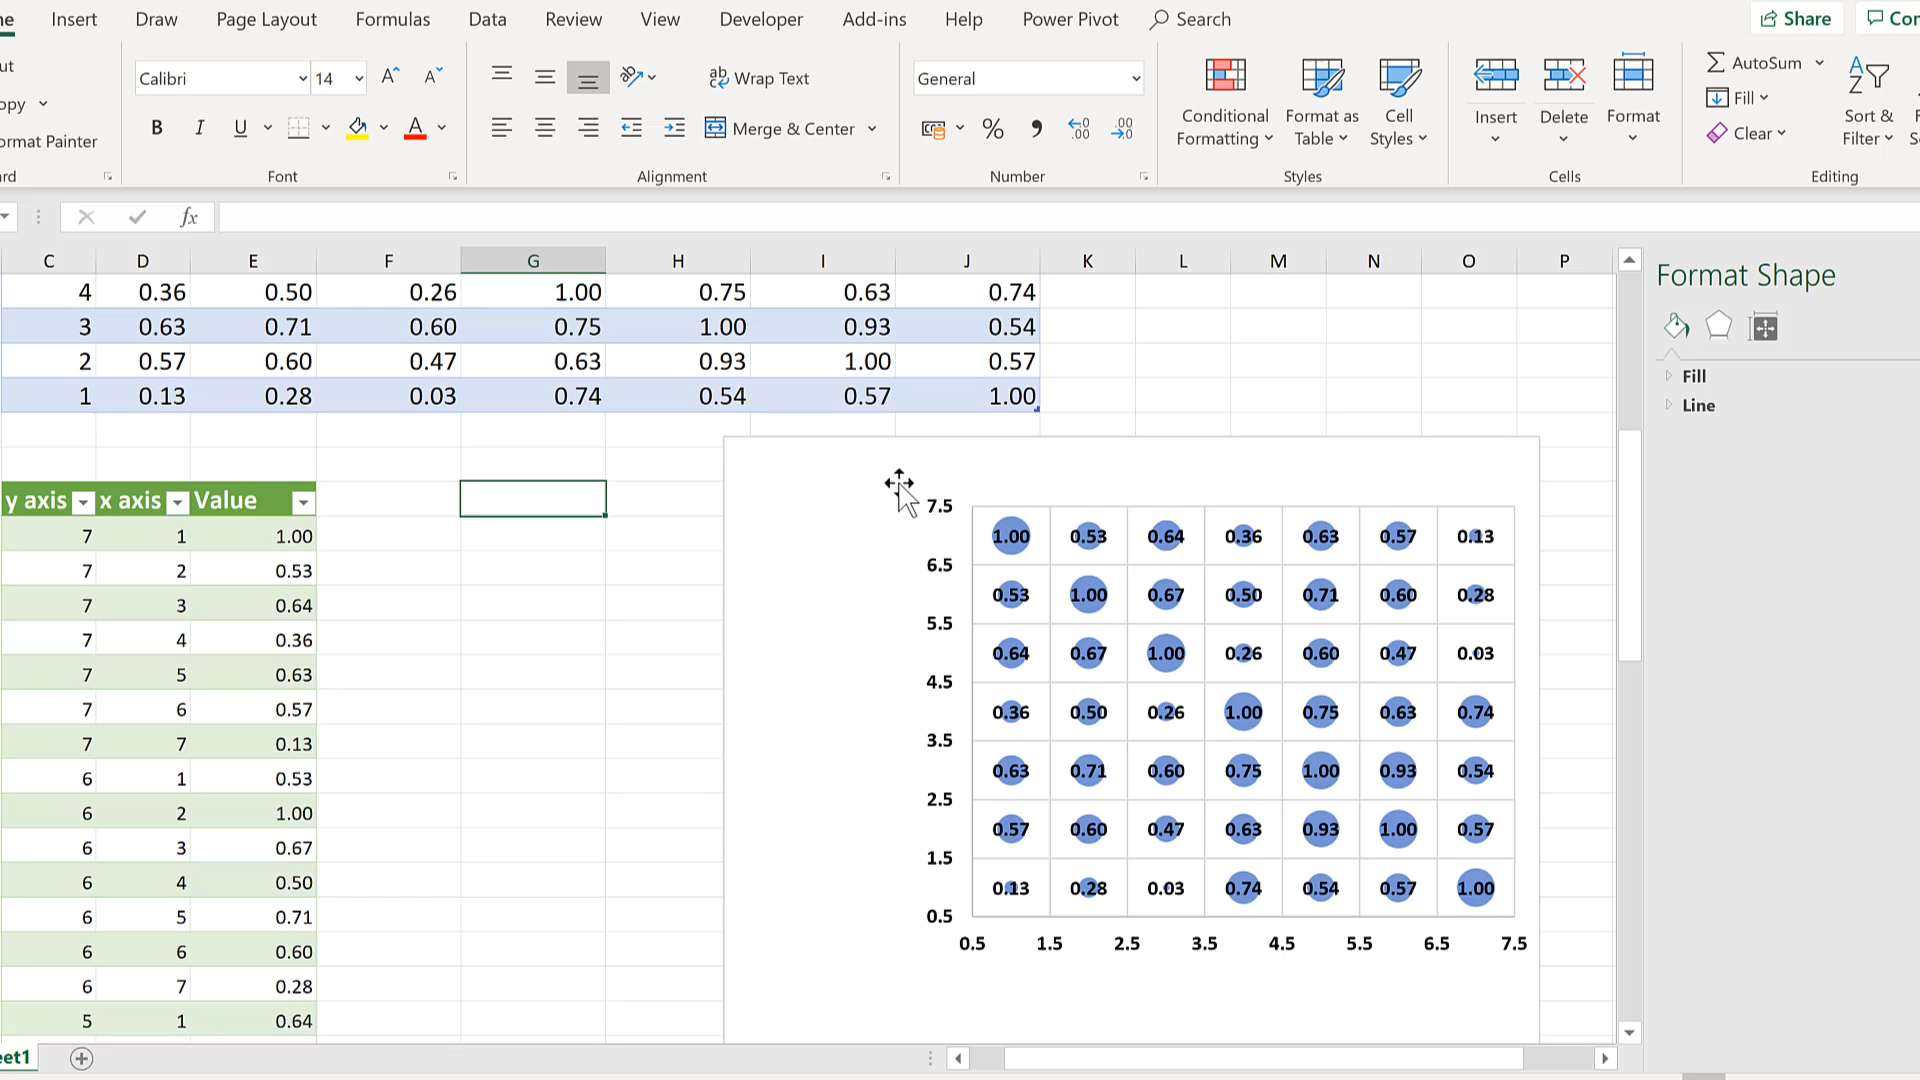 ne Insert Draw Page Layout Formulas Data Review View Developer Add-ins Help Power Pivot Search Share Con
ut Calibri 14 A A Wrap Text General Conditional Formatting Format as Table Cell Styles Insert Delete Format AutoSum Sort & Filter
opy Fill
ormat Painter B I U A Merge & Center % 9 .00 .00 Clear
rd Font Alignment Number Styles Cells Editing
fx
C D E F G H I J K L M N O P
4 0.36 0.50 0.26 1.00 0.75 0.63 0.74
3 0.63 0.71 0.60 0.75 1.00 0.93 0.54
2 0.57 0.60 0.47 0.63 0.93 1.00 0.57
1 0.13 0.28 0.03 0.74 0.54 0.57 1.00
y axis x axis Value
7 1 1.00
7 2 0.53
7 3 0.64
7 4 0.36
7 5 0.63
7 6 0.57
7 7 0.13
6 1 0.53
6 2 1.00
6 3 0.67
6 4 0.50
6 5 0.71
6 6 0.60
6 7 0.28
5 1 0.64
7.5
1.00 0.53 0.64 0.36 0.63 0.57 0.13
6.5
0.53 1.00 0.67 0.50 0.71 0.60 0.28
5.5
0.64 0.67 1.00 0.26 0.60 0.47 0.03
4.5
0.36 0.50 0.26 1.00 0.75 0.63 0.74
3.5
0.63 0.71 0.60 0.75 1.00 0.93 0.54
2.5
0.57 0.60 0.47 0.63 0.93 1.00 0.57
1.5
0.13 0.28 0.03 0.74 0.54 0.57 1.00
0.5
0.5 1.5 2.5 3.5 4.5 5.5 6.5 7.5
Format Shape
Fill
Line
eet1